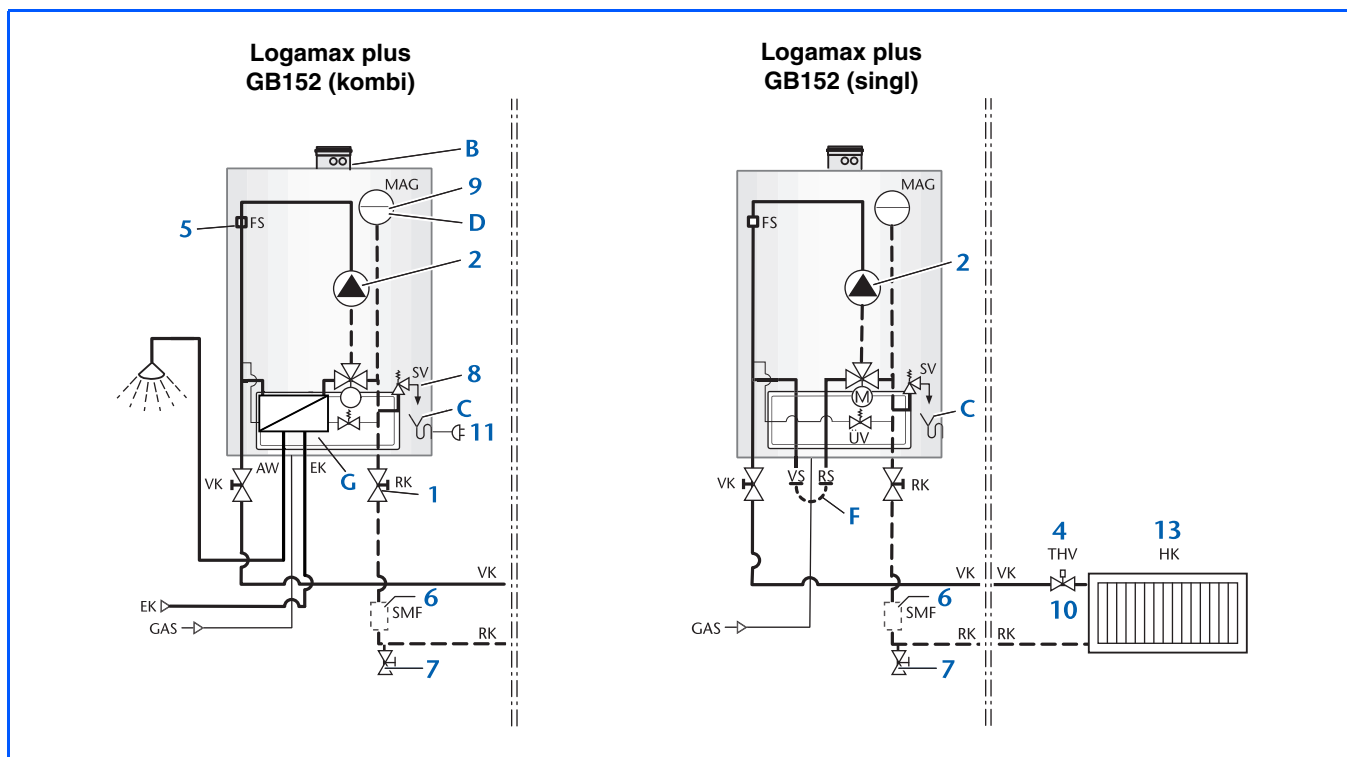 Logamax plus
GB152 (kombi)
B
MAG
9
D
5
FS
2
SV
8
C
11
AW
EK
G
VK
RK
1
VK
EK
6
SMF
GAS
RK
7
Logamax plus
GB152 (singl)
MAG
FS
2
SV
M
C
ÜV
VS
RS
VK
RK
F
4
13
THV
HK
VK
VK
10
6
SMF
GAS
RK
RK
7